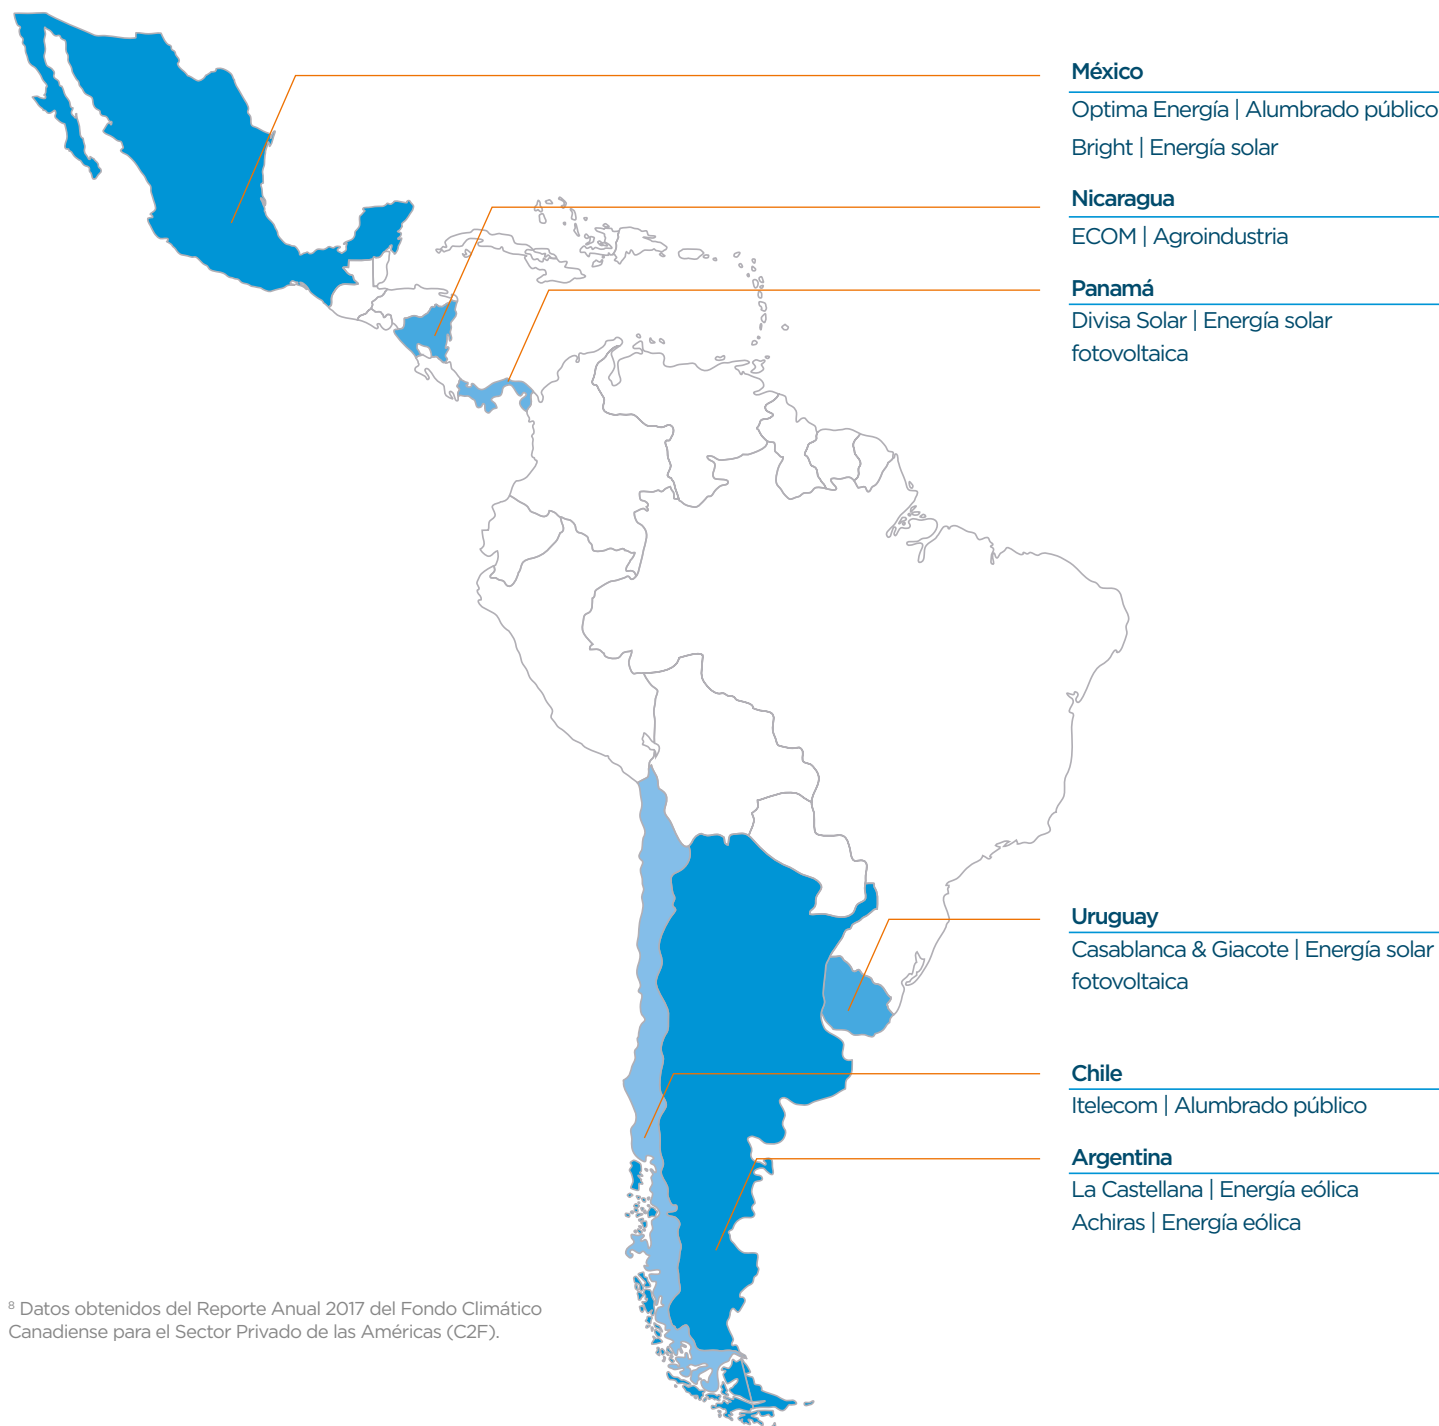 México
Optima Energía | Alumbrado público
Bright | Energía solar
Nicaragua
ECOM | Agroindustria
Panamá
Divisa Solar | Energía solar
fotovoltaica
Uruguay
Casablanca & Giacote | Energía solar
fotovoltaica
Chile
Itelecom | Alumbrado público
Argentina
La Castellana | Energía eólica
Achiras | Energía eólica
⁸ Datos obtenidos del Reporte Anual 2017 del Fondo Climático
Canadiense para el Sector Privado de las Américas (C2F).